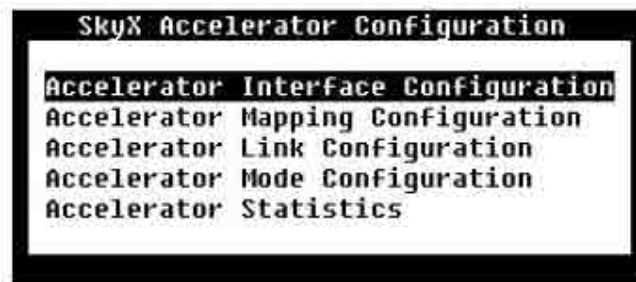 SkyX Accelerator Configuration
Accelerator Interface Configuration
Accelerator Mapping Configuration
Accelerator Link Configuration
Accelerator Mode Configuration
Accelerator Statistics